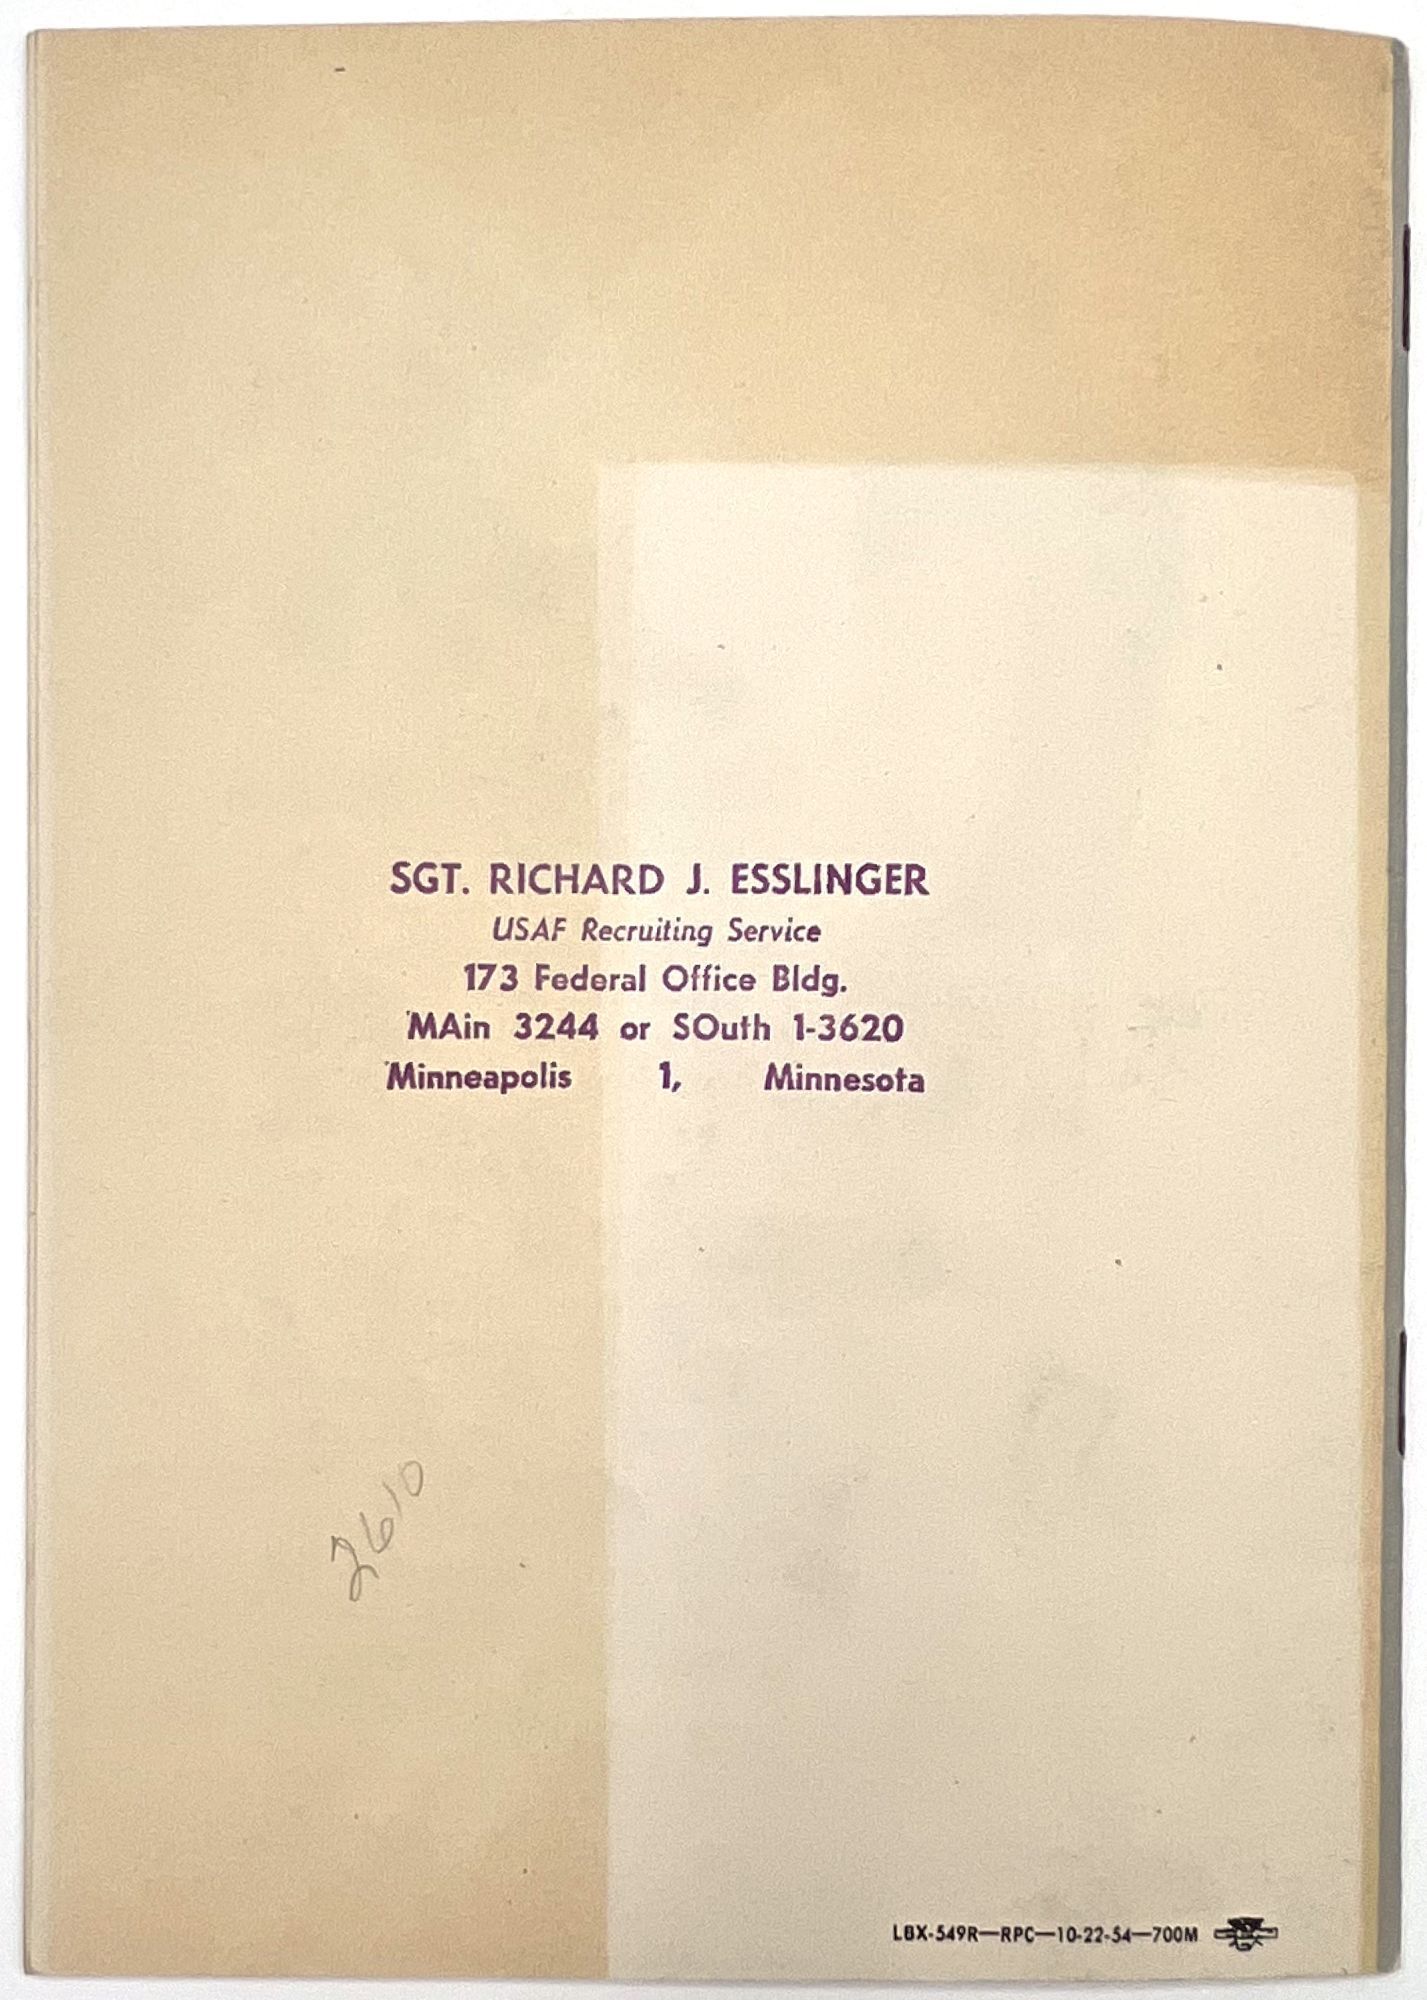 SGT. RICHARD J. ESSLINGER
USAF Recruiting Service
173 Federal Office Bldg.
MAin 3244 or SOuth 1-3620
Minneapolis 1, Minnesota
2610
LBX-549R—RPC—10-22-54—700M